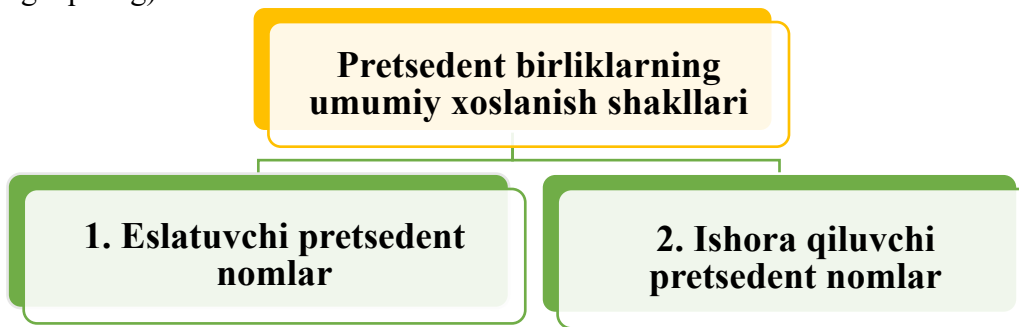 Pretsedent birliklarning
umumiy xoslanish shakllari
1. Eslatuvchi pretsedent
nomlar
2. Ishora qiluvchi
pretsedent nomlar